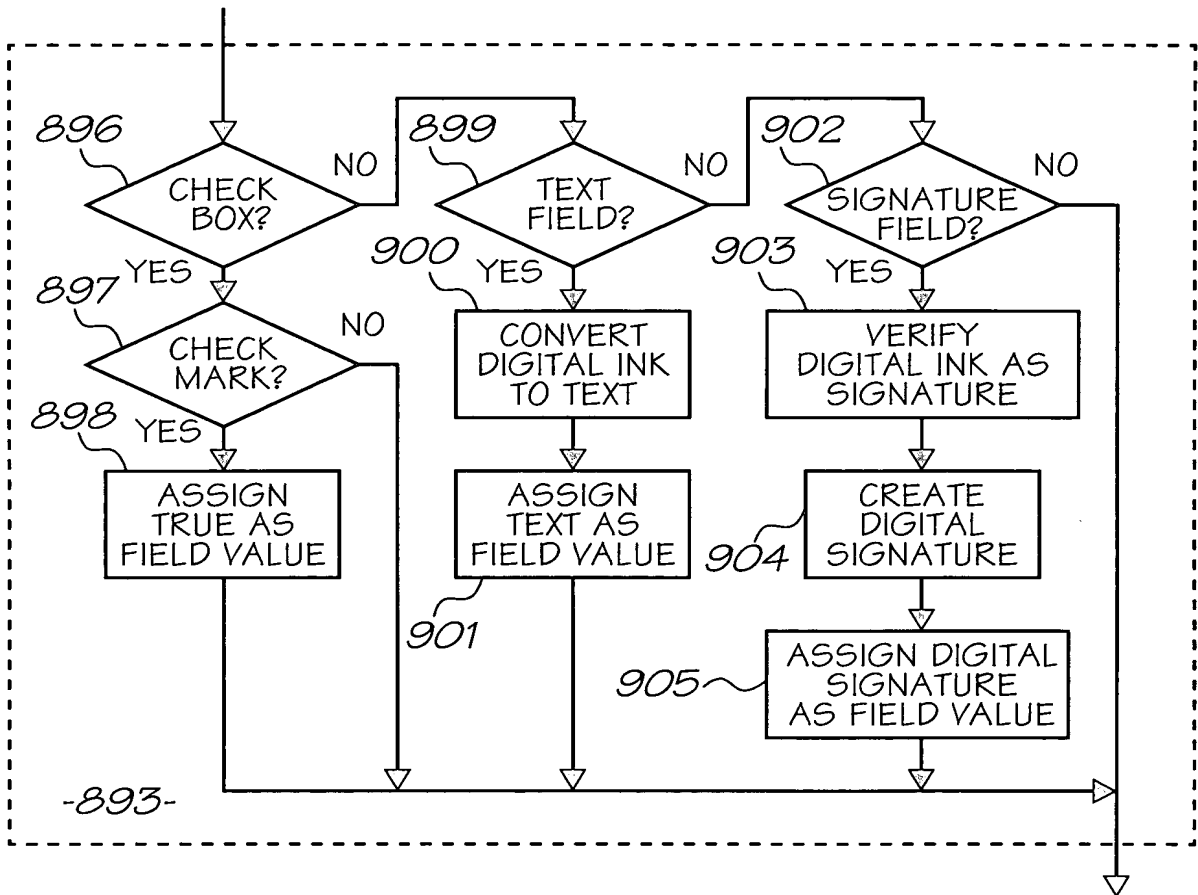 896
CHECK
BOX?
NO
YES
897
CHECK
MARK?
NO
YES
898
ASSIGN
TRUE AS
FIELD VALUE
899
TEXT
FIELD?
NO
YES
900
CONVERT
DIGITAL INK
TO TEXT
ASSIGN
TEXT AS
FIELD VALUE
901
902
SIGNATURE
FIELD?
NO
YES
903
VERIFY
DIGITAL INK AS
SIGNATURE
CREATE
DIGITAL
SIGNATURE
904
ASSIGN DIGITAL
SIGNATURE
AS FIELD VALUE
905
-893-